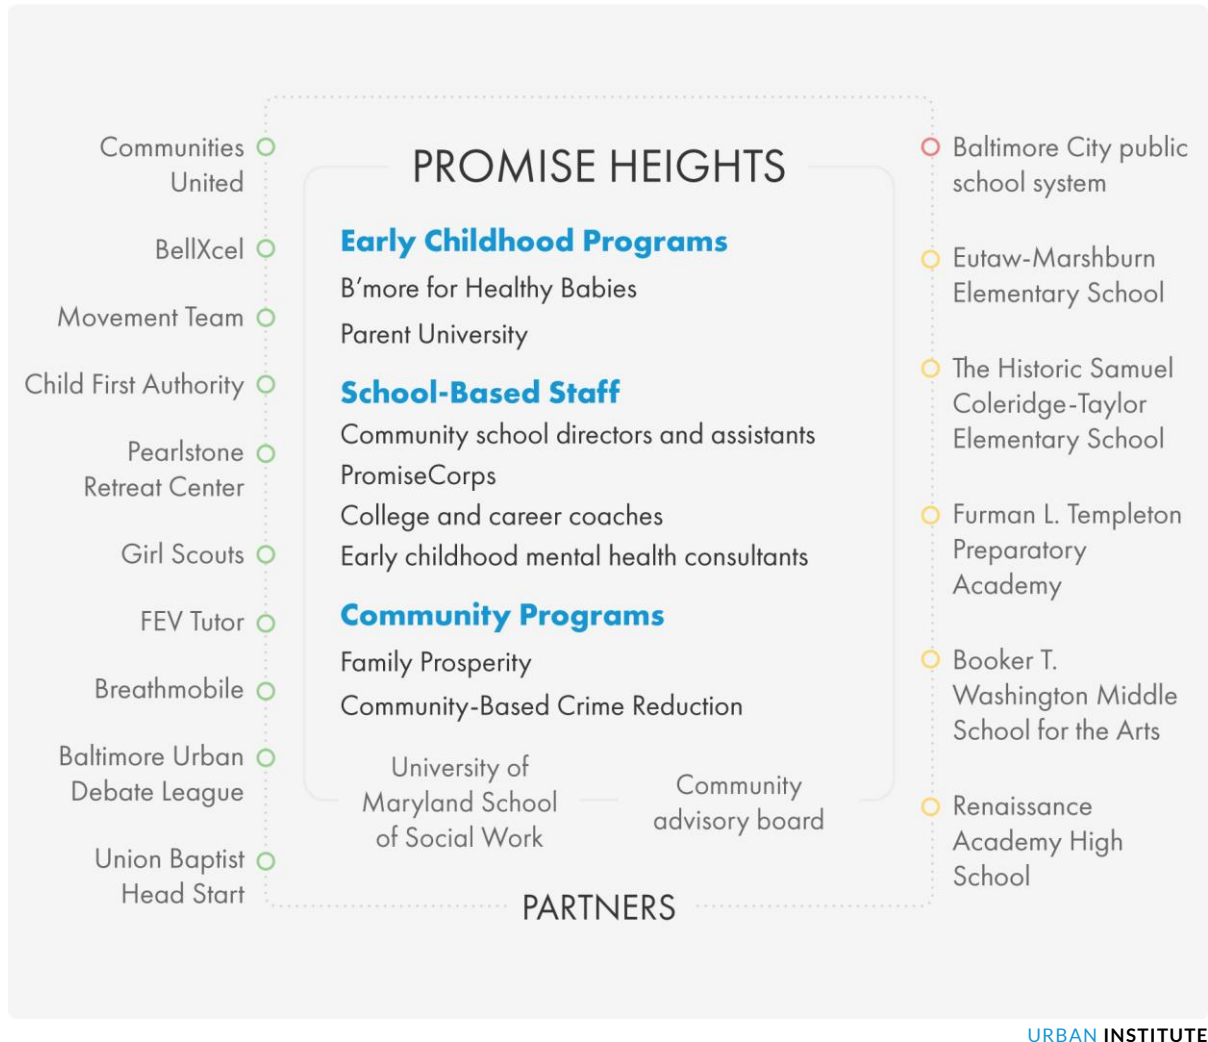 PROMISE HEIGHTS
Early Childhood Programs
B’more for Healthy Babies
Parent University
School-Based Staff
Community school directors and assistants
PromiseCorps
College and career coaches
Early childhood mental health consultants
Community Programs
Family Prosperity
Community-Based Crime Reduction
University of
Maryland School
of Social Work
Community
advisory board
PARTNERS
Communities
United
BellXcel
Movement Team
Child First Authority
Pearlstone
Retreat Center
Girl Scouts
FEV Tutor
Breathmobile
Baltimore Urban
Debate League
Union Baptist
Head Start
Baltimore City public
school system
Eutaw-Marshburn
Elementary School
The Historic Samuel
Coleridge-Taylor
Elementary School
Furman L. Templeton
Preparatory
Academy
Booker T.
Washington Middle
School for the Arts
Renaissance
Academy High
School
URBAN INSTITUTE